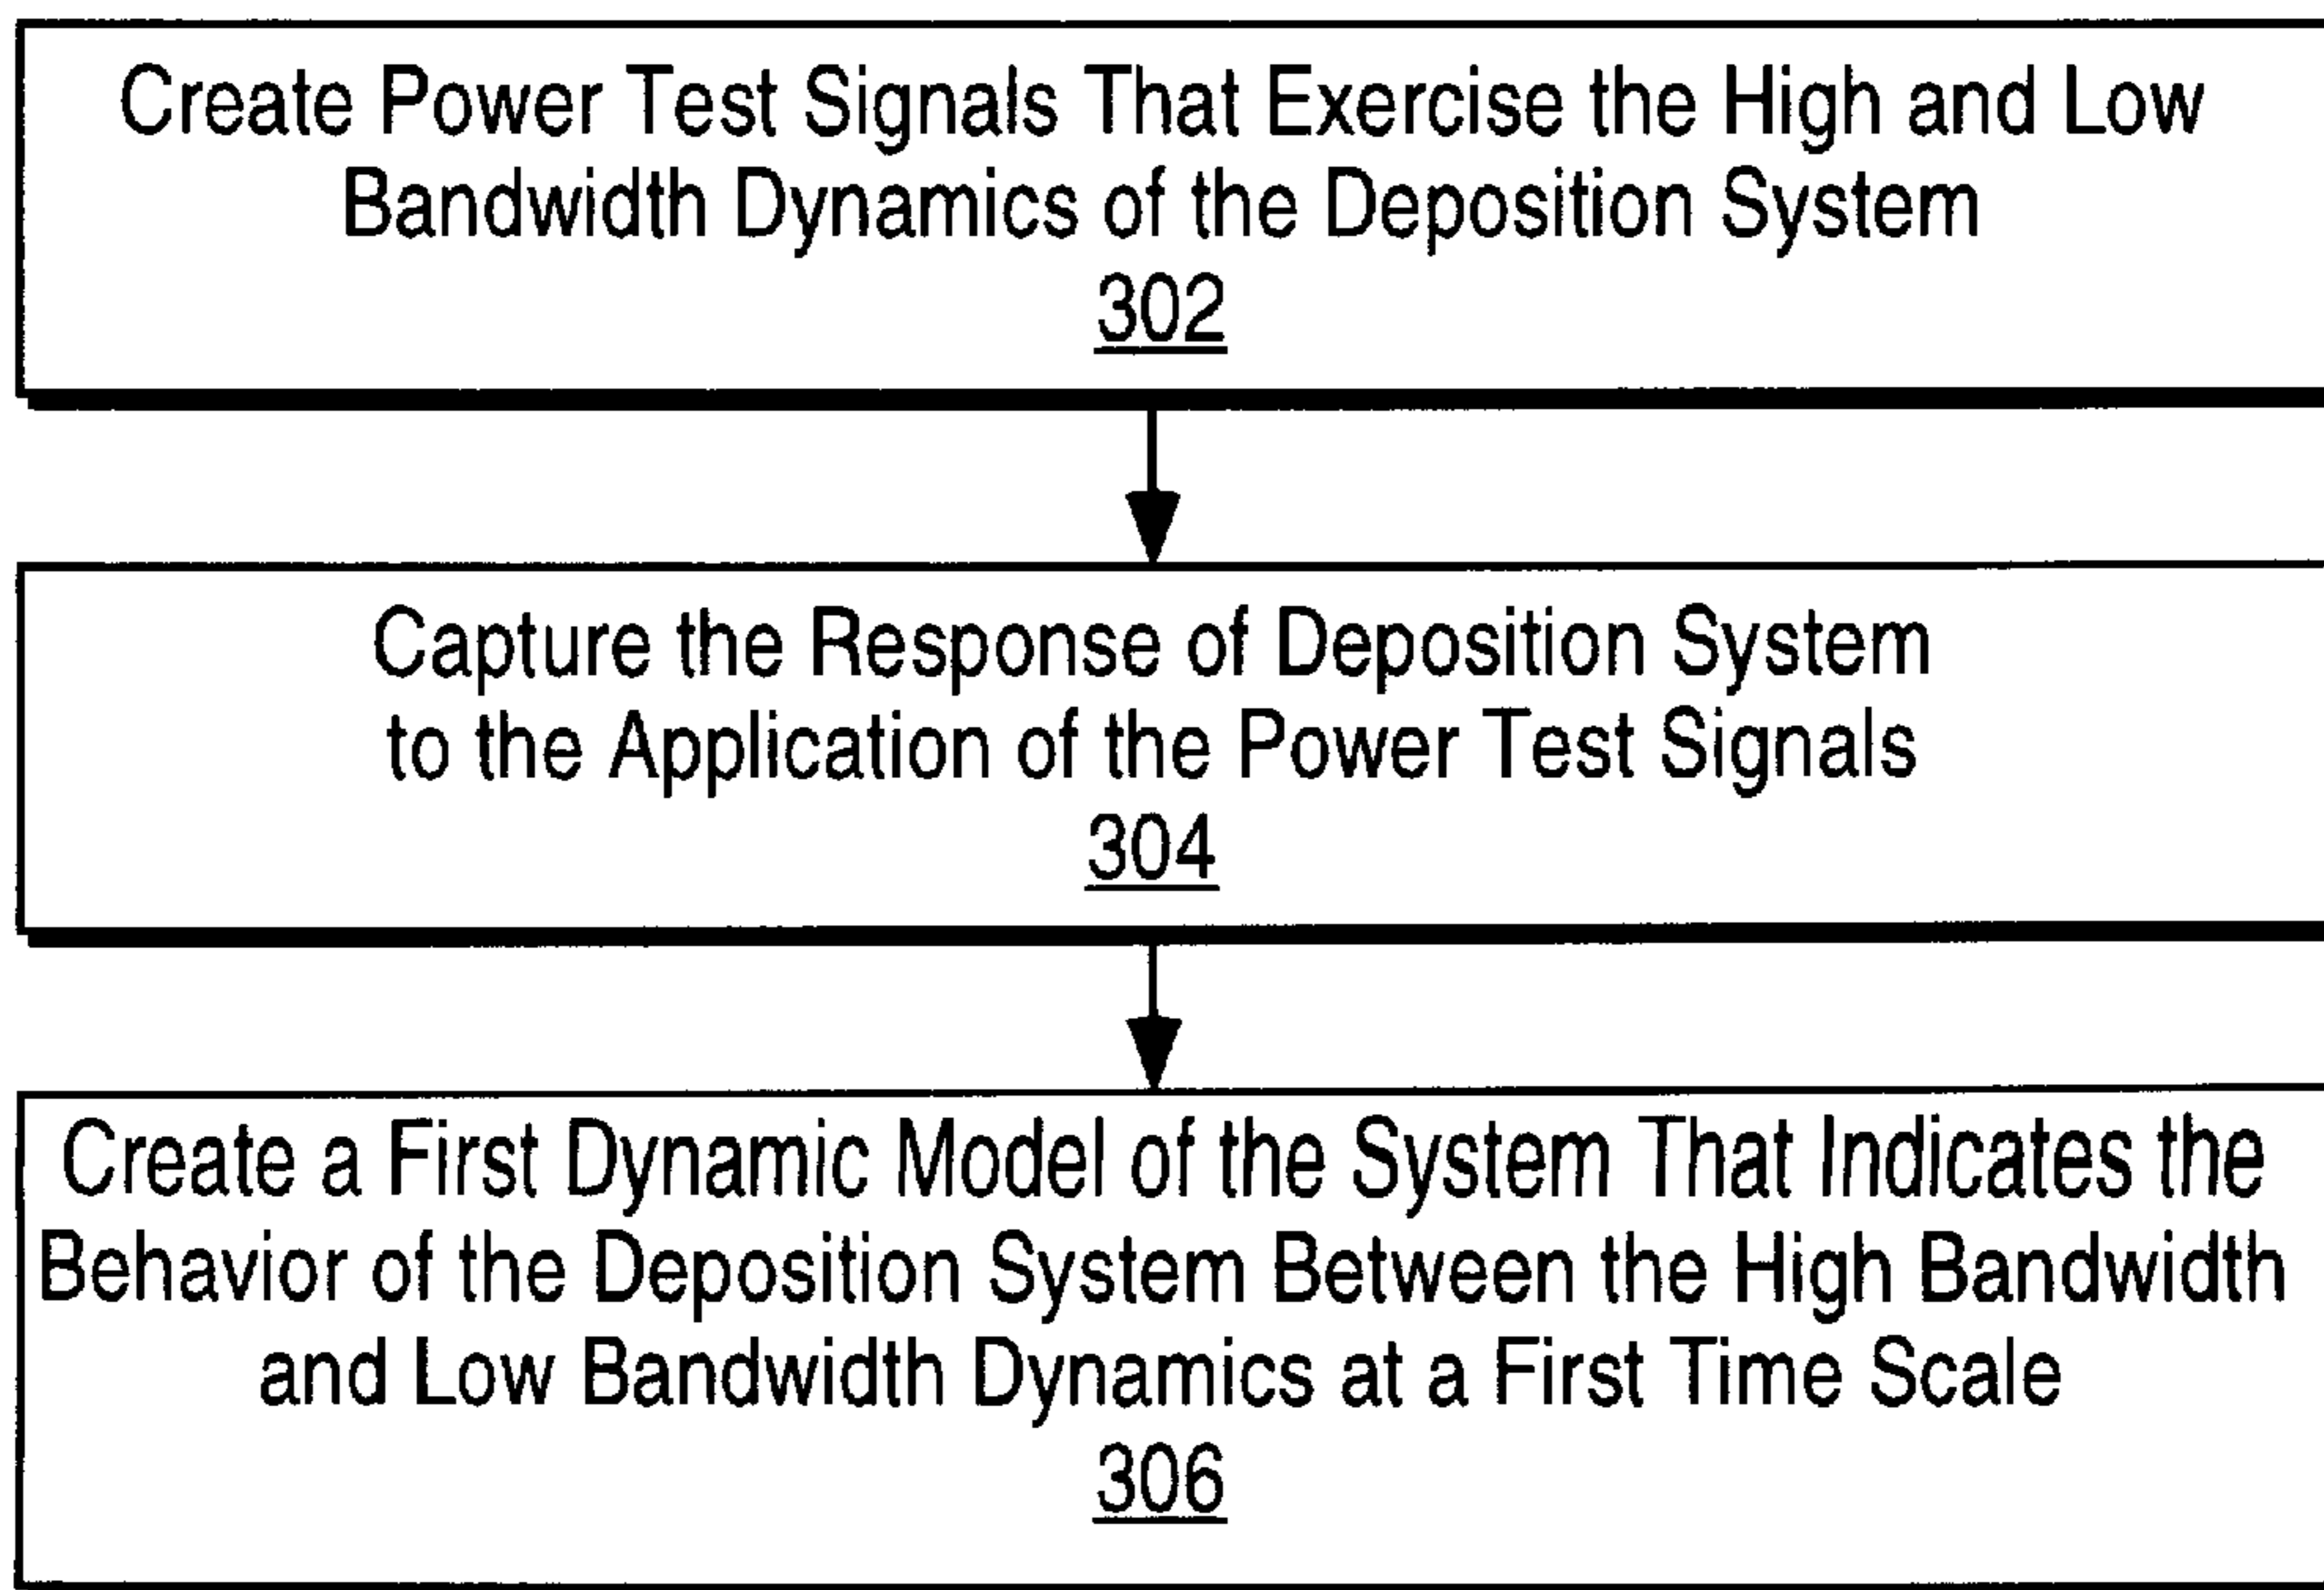 Create Power Test Signals That Exercise the High and Low
Bandwidth Dynamics of the Deposition System
302
Capture the Response of Deposition System
to the Application of the Power Test Signals
304
Create a First Dynamic Model of the System That Indicates the
Behavior of the Deposition System Between the High Bandwidth
and Low Bandwidth Dynamics at a First Time Scale
306